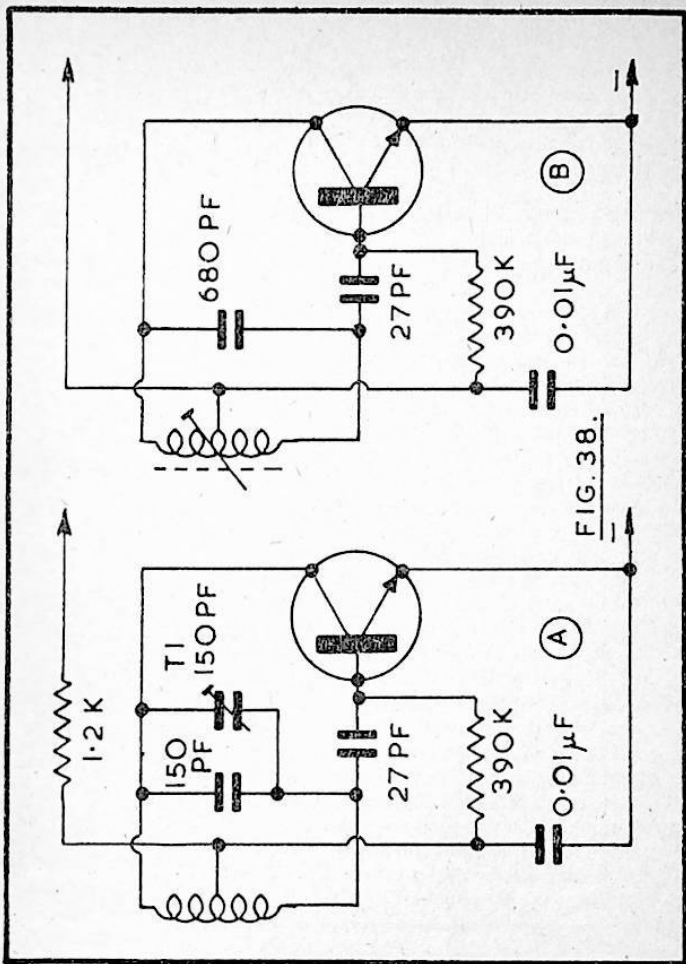 1·2 K
150 PF
T1
150 PF
27 PF
390 K
0·01µF
A
−
680 PF
27 PF
390 K
0·01µF
B
−
FIG. 38.